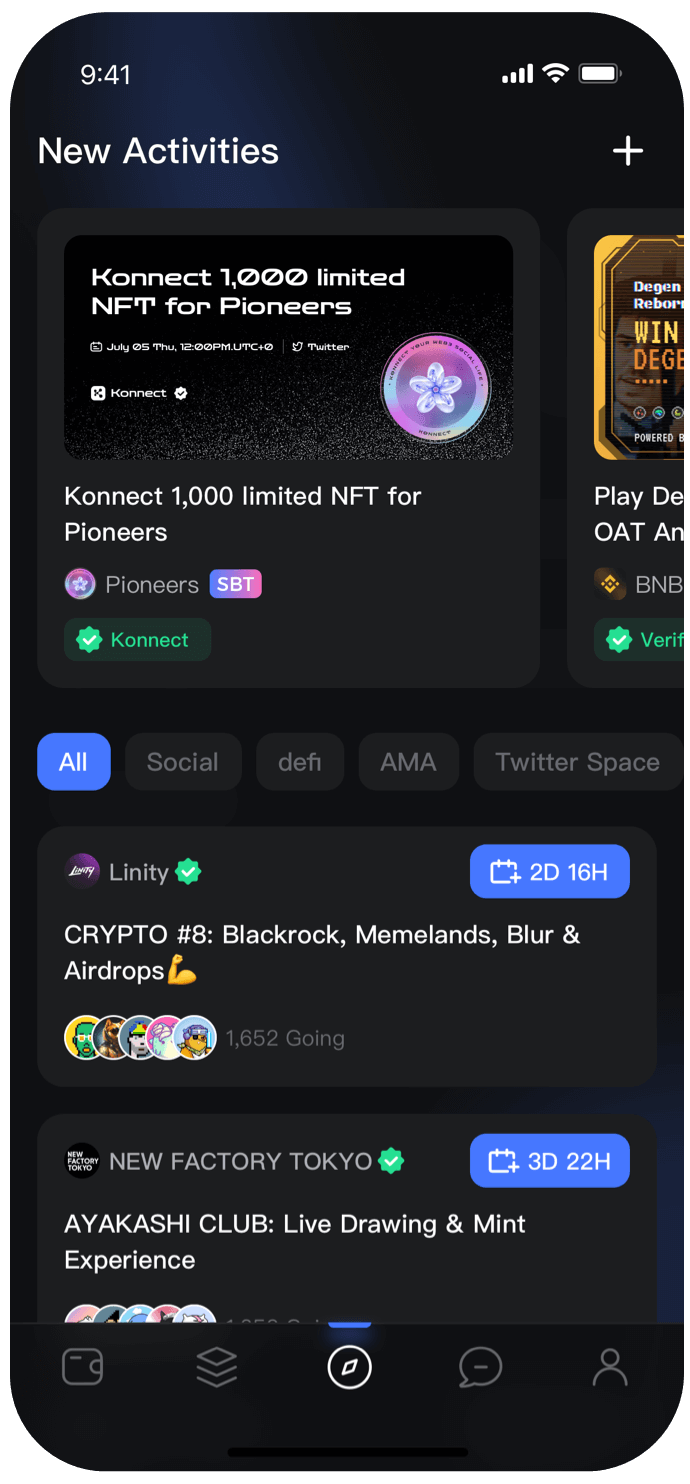 9:41
New Activities
Konnect 1,000 limited
NFT for Pioneers
July 05 Thu, 12:00PM.UTC+0
Twitter
Konnect
KONNECT YOUR WEB3 SOCIAL LIFE
KONNECT
Konnect 1,000 limited NFT for
Pioneers
Pioneers SBT
Konnect
Degen
Reborn
WIN
DEGE
POWERED B
Play De
OAT An
BNB
Verif
All
Social
defi
AMA
Twitter Space
LINITY
Linity
2D 16H
CRYPTO #8: Blackrock, Memelands, Blur &
Airdrops💪
1,652 Going
NEW
FACTORY
TOKYO
NEW FACTORY TOKYO
3D 22H
AYAKASHI CLUB: Live Drawing & Mint
Experience